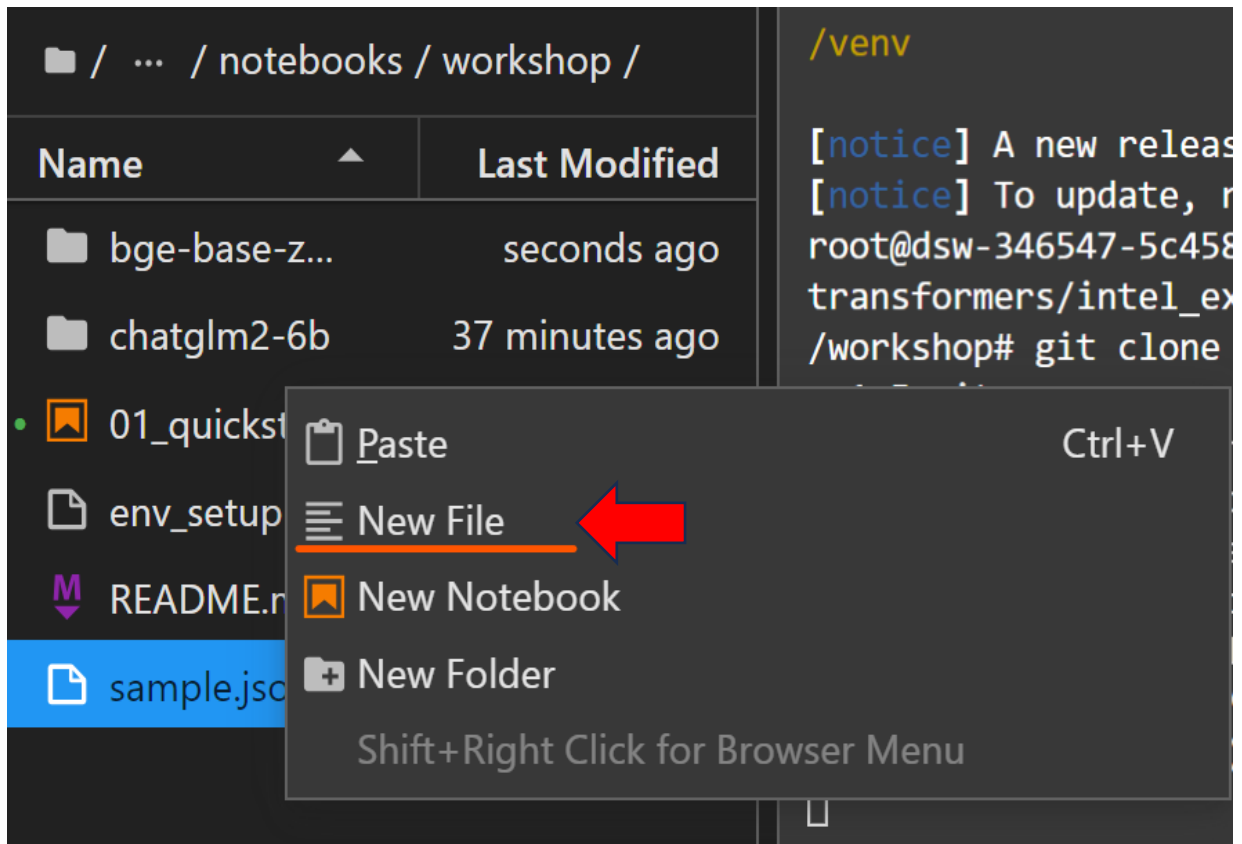 / ··· / notebooks / workshop /
Name Last Modified
bge-base-z... seconds ago
chatglm2-6b 37 minutes ago
01_quickst
env_setup
README.
sample.jso
Paste Ctrl+V
New File
New Notebook
New Folder
Shift+Right Click for Browser Menu
/venv
[notice] A new releas
[notice] To update, r
root@dsw-346547-5c458
transformers/intel_ex
/workshop# git clone